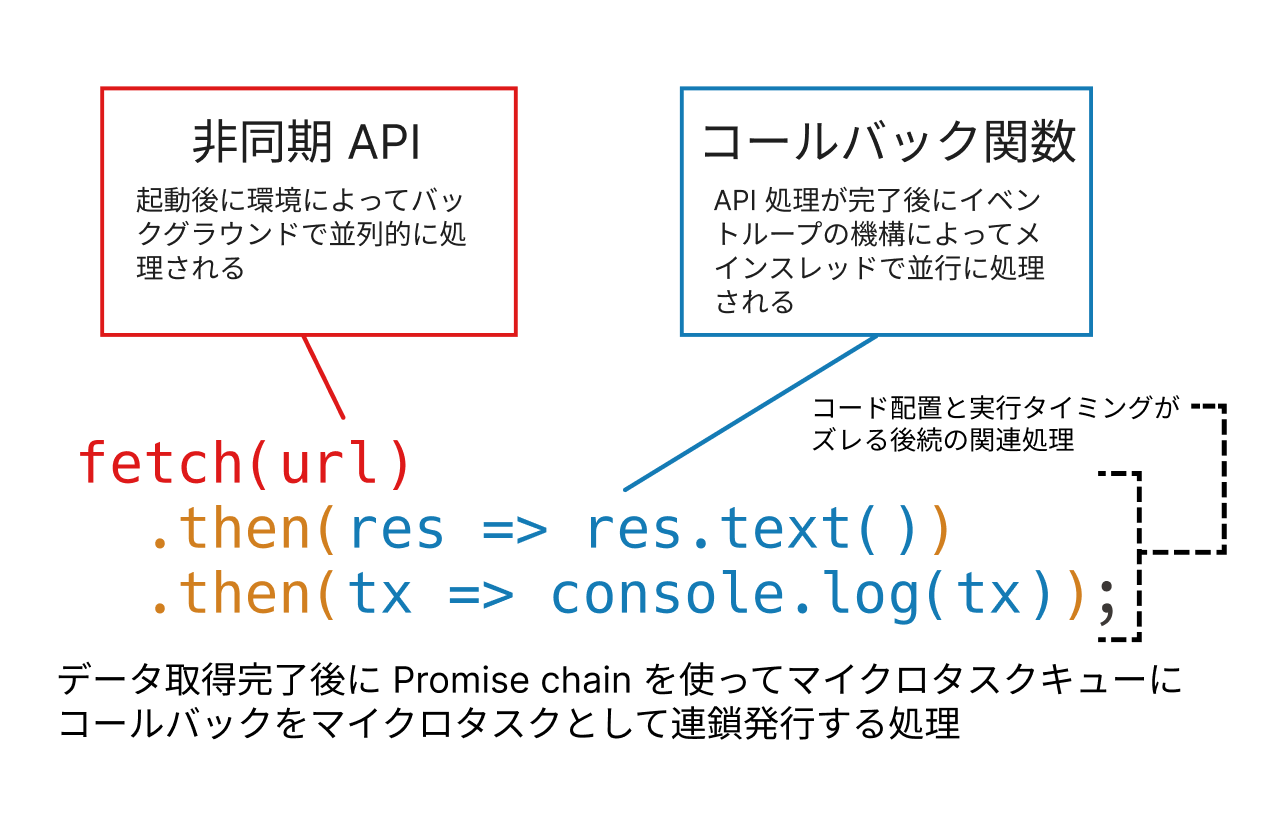 非同期 API
起動後に環境によってバッ
クグラウンドで並列的に処
理される
コールバック関数
API 処理が完了後にイベン
トループの機構によってメ
インスレッドで並行に処理
される
コード配置と実行タイミングが
ズレる後続の関連処理
fetch(url)
  .then(res => res.text())
  .then(tx => console.log(tx));
データ取得完了後に Promise chain を使ってマイクロタスクキューに
コールバックをマイクロタスクとして連鎖発行する処理